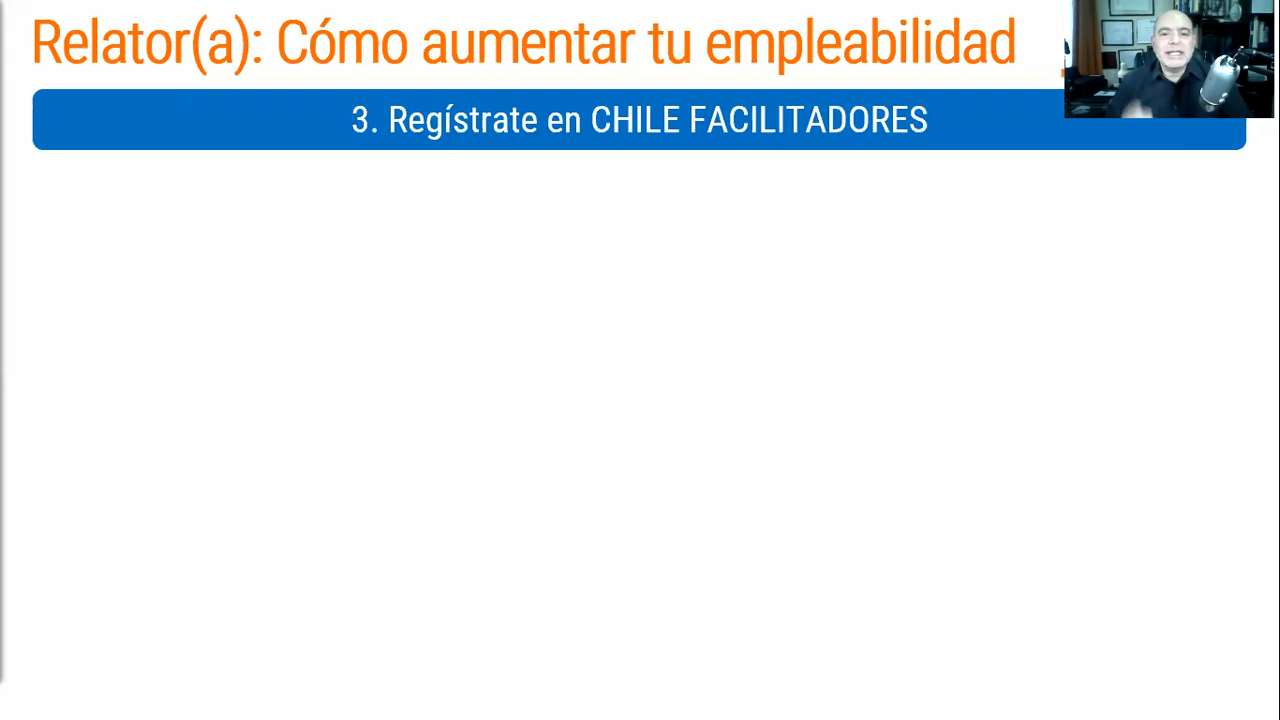 Relator(a): Cómo aumentar tu empleabilidad
3. Regístrate en CHILE FACILITADORES